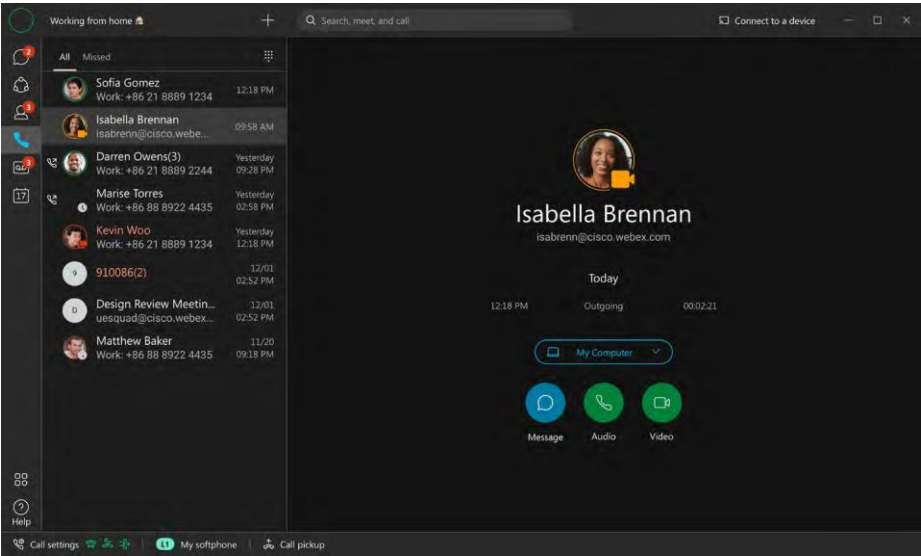 Working from home
Search, meet, and call
Connect to a device
2
3
3
17
Help
All Missed
Sofia Gomez
Work: +86 21 8889 1234
12:18 PM
Isabella Brennan
isabrenn@cisco.webe...
09:58 AM
Darren Owens(3)
Work: +86 21 8889 2244
Yesterday
09:28 PM
Marise Torres
Work: +86 88 8922 4435
Yesterday
02:58 PM
Kevin Woo
Work: +86 21 8889 1234
Yesterday
12:18 PM
9
910086(2)
12/01
02:52 PM
D
Design Review Meetin...
uesquad@cisco.webex...
12/01
02:52 PM
Matthew Baker
Work: +86 88 8922 4435
11/20
09:18 PM
Isabella Brennan
isabrenn@cisco.webex.com
Today
12:18 PM Outgoing 00:02:21
My Computer
Message Audio Video
Call settings L1 My softphone Call pickup